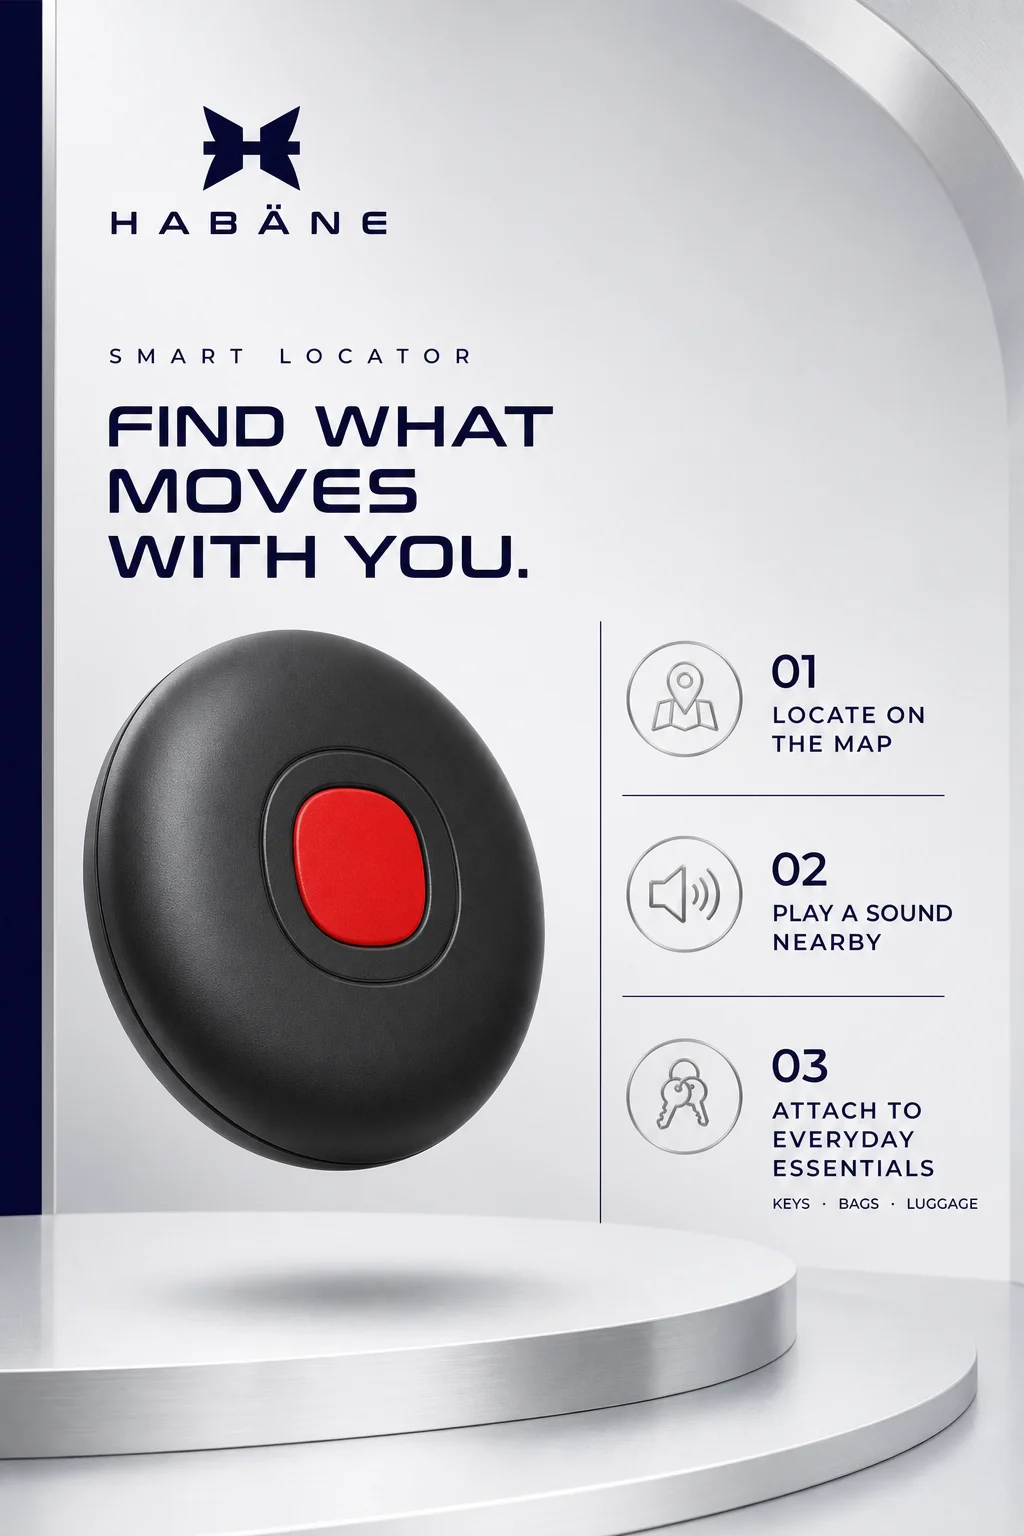 HABÄNE
SMART LOCATOR
FIND WHAT
MOVES
WITH YOU.
01
LOCATE ON
THE MAP
02
PLAY A SOUND
NEARBY
03
ATTACH TO
EVERYDAY
ESSENTIALS
KEYS · BAGS · LUGGAGE